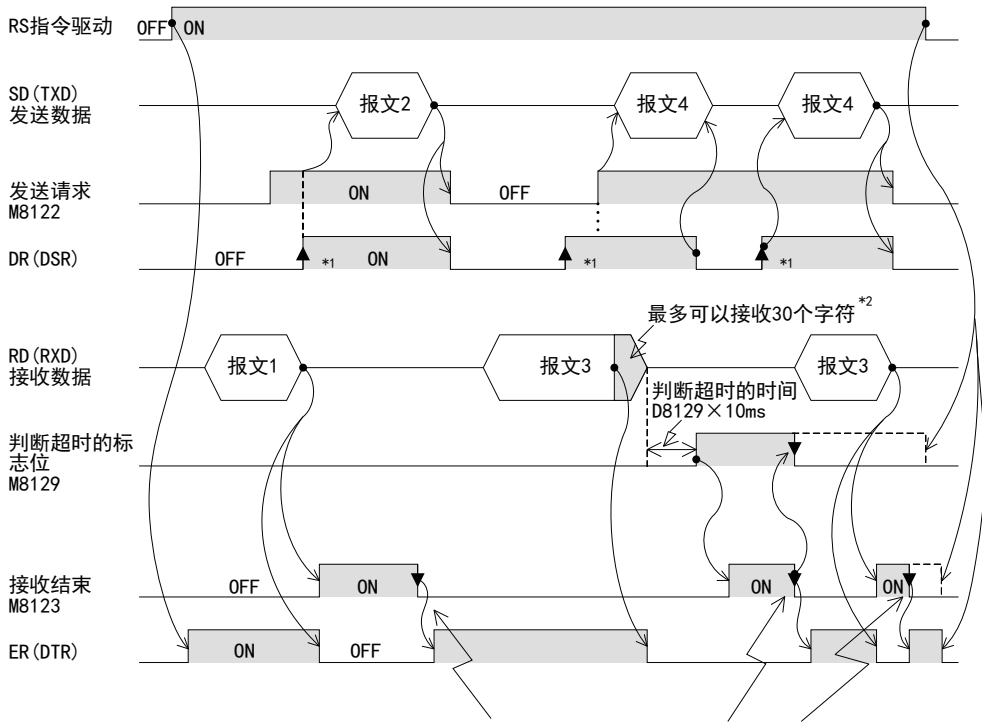 RS指令驱动
OFF
ON
SD(TXD)
发送数据
报文2
报文4
报文4
发送请求
M8122
ON
OFF
DR(DSR)
OFF
*1
ON
*1
*1
最多可以接收30个字符*2
RD(RXD)
接收数据
报文1
报文3
报文3
判断超时的时间
D8129×10ms
判断超时的标
志位
M8129
接收结束
M8123
OFF
ON
ON
ON
ER(DTR)
ON
OFF